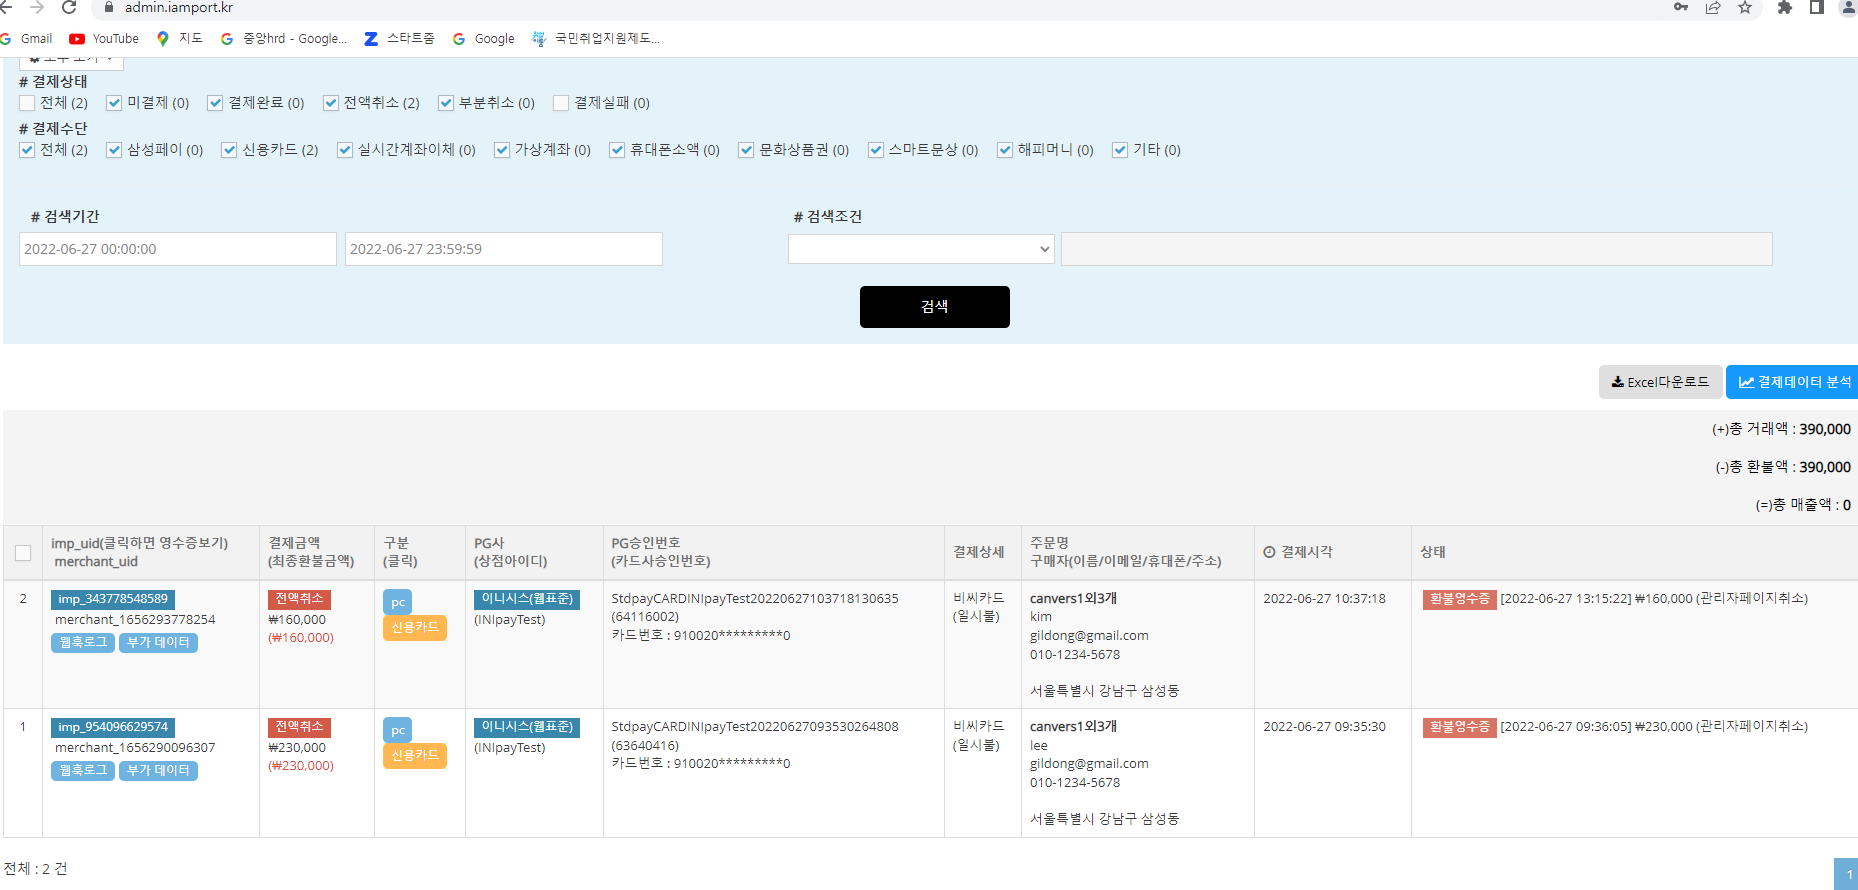 admin.iamport.kr
Gmail YouTube 지도 중앙hrd - Google... 스타트줌 Google 국민취업지원제도...
# 결제상태
전체 (2) 미결제 (0) 결제완료 (0) 전액취소 (2) 부분취소 (0) 결제실패 (0)
# 결제수단
전체 (2) 삼성페이 (0) 신용카드 (2) 실시간계좌이체 (0) 가상계좌 (0) 휴대폰소액 (0) 문화상품권 (0) 스마트문상 (0) 해피머니 (0) 기타 (0)
# 검색기간 # 검색조건
2022-06-27 00:00:00 2022-06-27 23:59:59
검색
Excel다운로드 결제데이터 분석
(+)총 거래액 : 390,000
(-)총 환불액 : 390,000
(=)총 매출액 : 0
imp_uid(클릭하면 영수증보기)
merchant_uid
결제금액
(최종환불금액)
구분
(클릭)
PG사
(상점아이디)
PG승인번호
(카드사승인번호)
결제상세
주문명
구매자(이름/이메일/휴대폰/주소)
결제시각
상태
2
imp_343778548589
merchant_1656293778254
웹훅로그 부가 데이터
전액취소
₩160,000
(₩160,000)
pc
신용카드
이니시스(웹표준)
(INIpayTest)
StdpayCARDINIpayTest20220627103718130635
(64116002)
카드번호 : 910020*********0
비씨카드
(일시불)
canvers1외3개
kim
gildong@gmail.com
010-1234-5678
서울특별시 강남구 삼성동
2022-06-27 10:37:18
환불영수증 [2022-06-27 13:15:22] ₩160,000 (관리자페이지취소)
1
imp_954096629574
merchant_1656290096307
웹훅로그 부가 데이터
전액취소
₩230,000
(₩230,000)
pc
신용카드
이니시스(웹표준)
(INIpayTest)
StdpayCARDINIpayTest20220627093530264808
(63640416)
카드번호 : 910020*********0
비씨카드
(일시불)
canvers1외3개
lee
gildong@gmail.com
010-1234-5678
서울특별시 강남구 삼성동
2022-06-27 09:35:30
환불영수증 [2022-06-27 09:36:05] ₩230,000 (관리자페이지취소)
전체 : 2 건
1